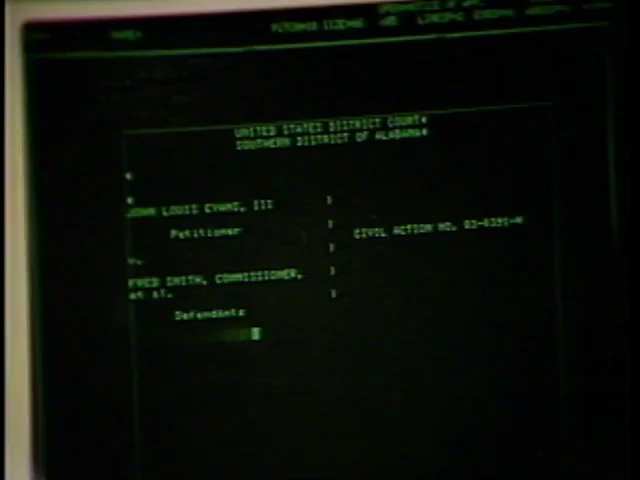 UNITED STATES DISTRICT COURT
SOUTHERN DISTRICT OF ALABAMA
JOHN LOUIS EVANS, III )
Petitioner )
CIVIL ACTION NO.
v. )
FRED SMITH, COMMISSIONER, )
et al. )
Defendants